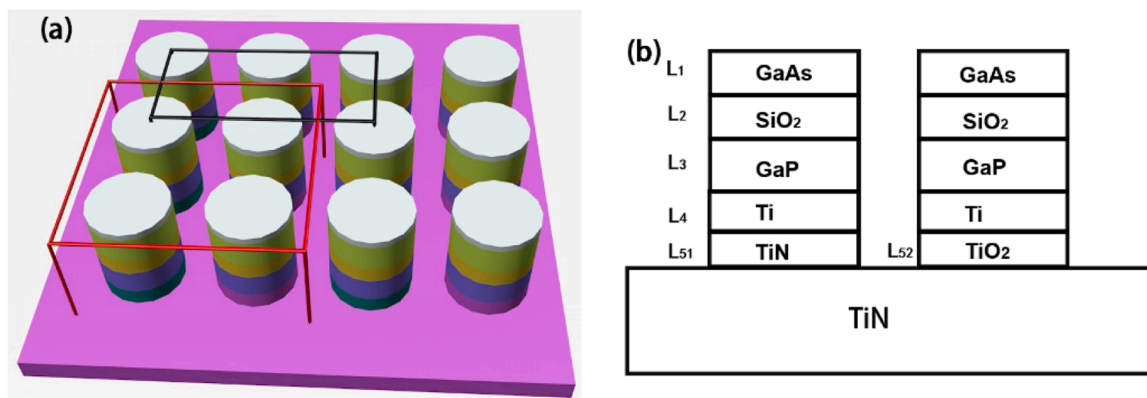 (a)
(b)
L₁ GaAs GaAs
L₂ SiO₂ SiO₂
L₃ GaP GaP
L₄ Ti Ti
L₅₁ TiN L₅₂ TiO₂
TiN